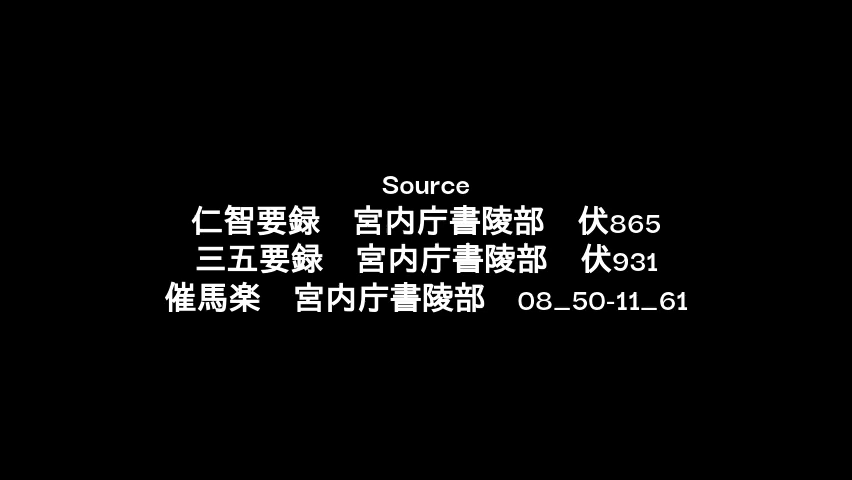 Source
仁智要録　宮内庁書陵部　伏865
三五要録　宮内庁書陵部　伏931
催馬楽　宮内庁書陵部　08_50-11_61